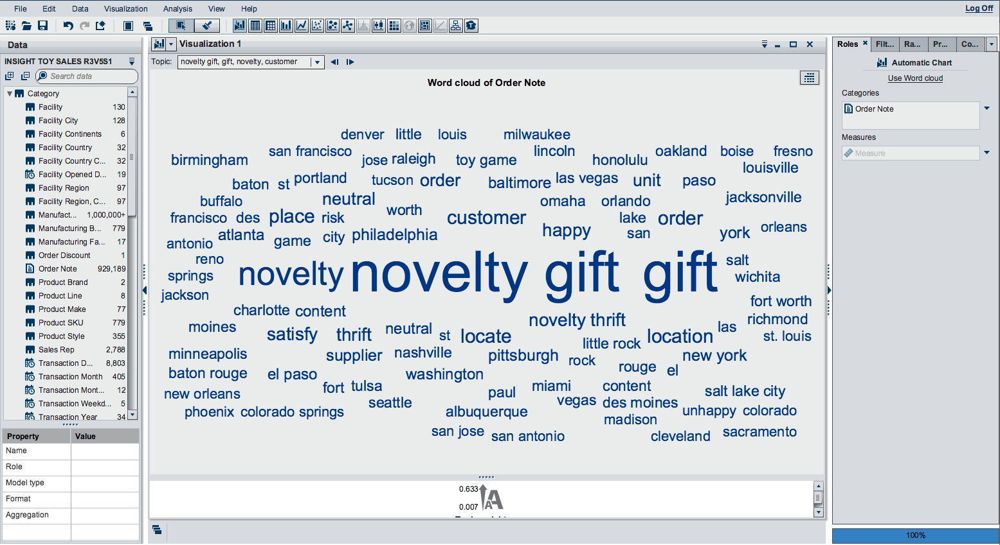 File Edit Data Visualization Analysis View Help
Log Off
Data
INSIGHT TOY SALES R3V5S1
Search data
Category
Facility 130
Facility City 128
Facility Continents 6
Facility Country 32
Facility Country C... 32
Facility Opened D... 19
Facility Region 97
Facility Region, C... 97
Manufact... 1,000,000+
Manufacturing B... 779
Manufacturing Fa... 17
Order Discount 1
Order Note 929,189
Product Brand 2
Product Line 8
Product Make 77
Product SKU 779
Product Style 355
Sales Rep 2,788
Transaction D... 8,803
Transaction Month 405
Transaction Mont... 12
Transaction Weekd... 5
Transaction Year 34
Property Value
Name
Role
Model type
Format
Aggregation
Visualization 1
Topic: novelty gift, gift, novelty, customer
Word cloud of Order Note
denver little louis milwaukee
birmingham san francisco jose raleigh toy game lincoln honolulu oakland boise fresno
louisville
baton st portland tucson order baltimore las vegas unit paso
buffalo neutral worth omaha orlando jacksonville
francisco des place risk customer lake order
antonio atlanta game city philadelphia happy san york orleans
reno novelty novelty gift gift salt
springs wichita
jackson fort worth
charlotte content novelty thrift richmond
moines satisfy thrift neutral st locate little rock location las st. louis
minneapolis supplier nashville pittsburgh rock new york
baton rouge el paso washington rouge el
new orleans fort tulsa paul miami content salt lake city
phoenix colorado springs seattle albuquerque vegas des moines unhappy colorado
madison
san jose san antonio cleveland sacramento
0.633
0.007
Roles Filt... Ra... Pr... Co...
Automatic Chart
Use Word cloud
Categories
Order Note
Measures
Measure
100%